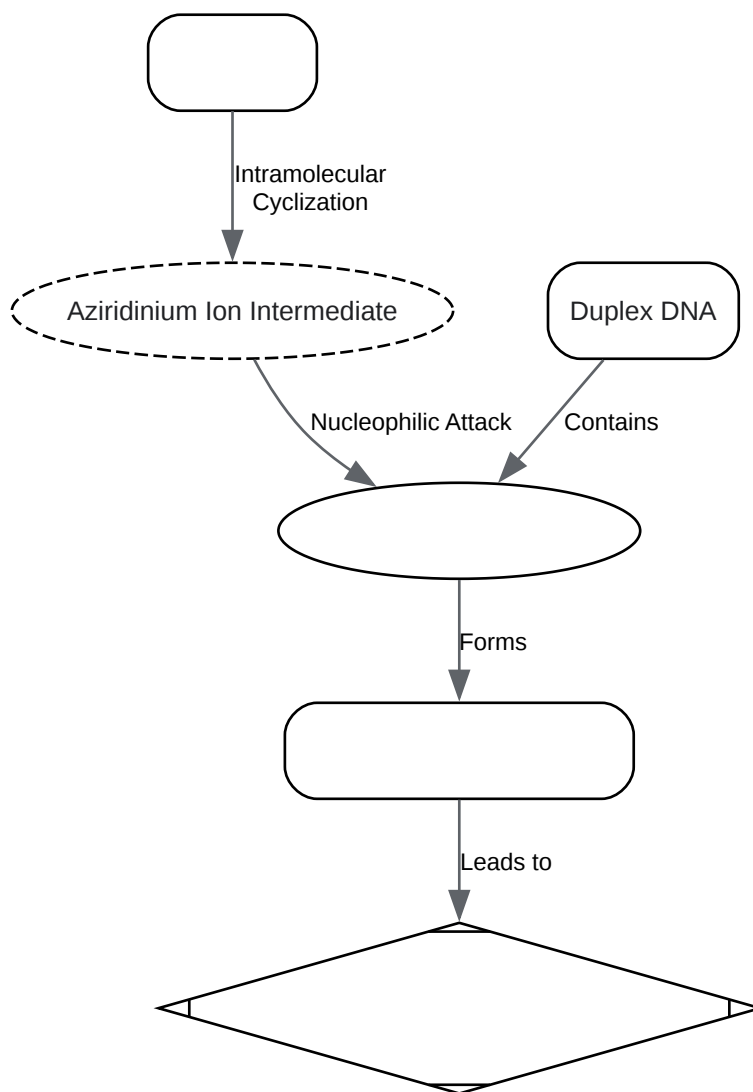 Intramolecular
Cyclization
Aziridinium Ion Intermediate
Duplex DNA
Nucleophilic Attack
Contains
Forms
Leads to